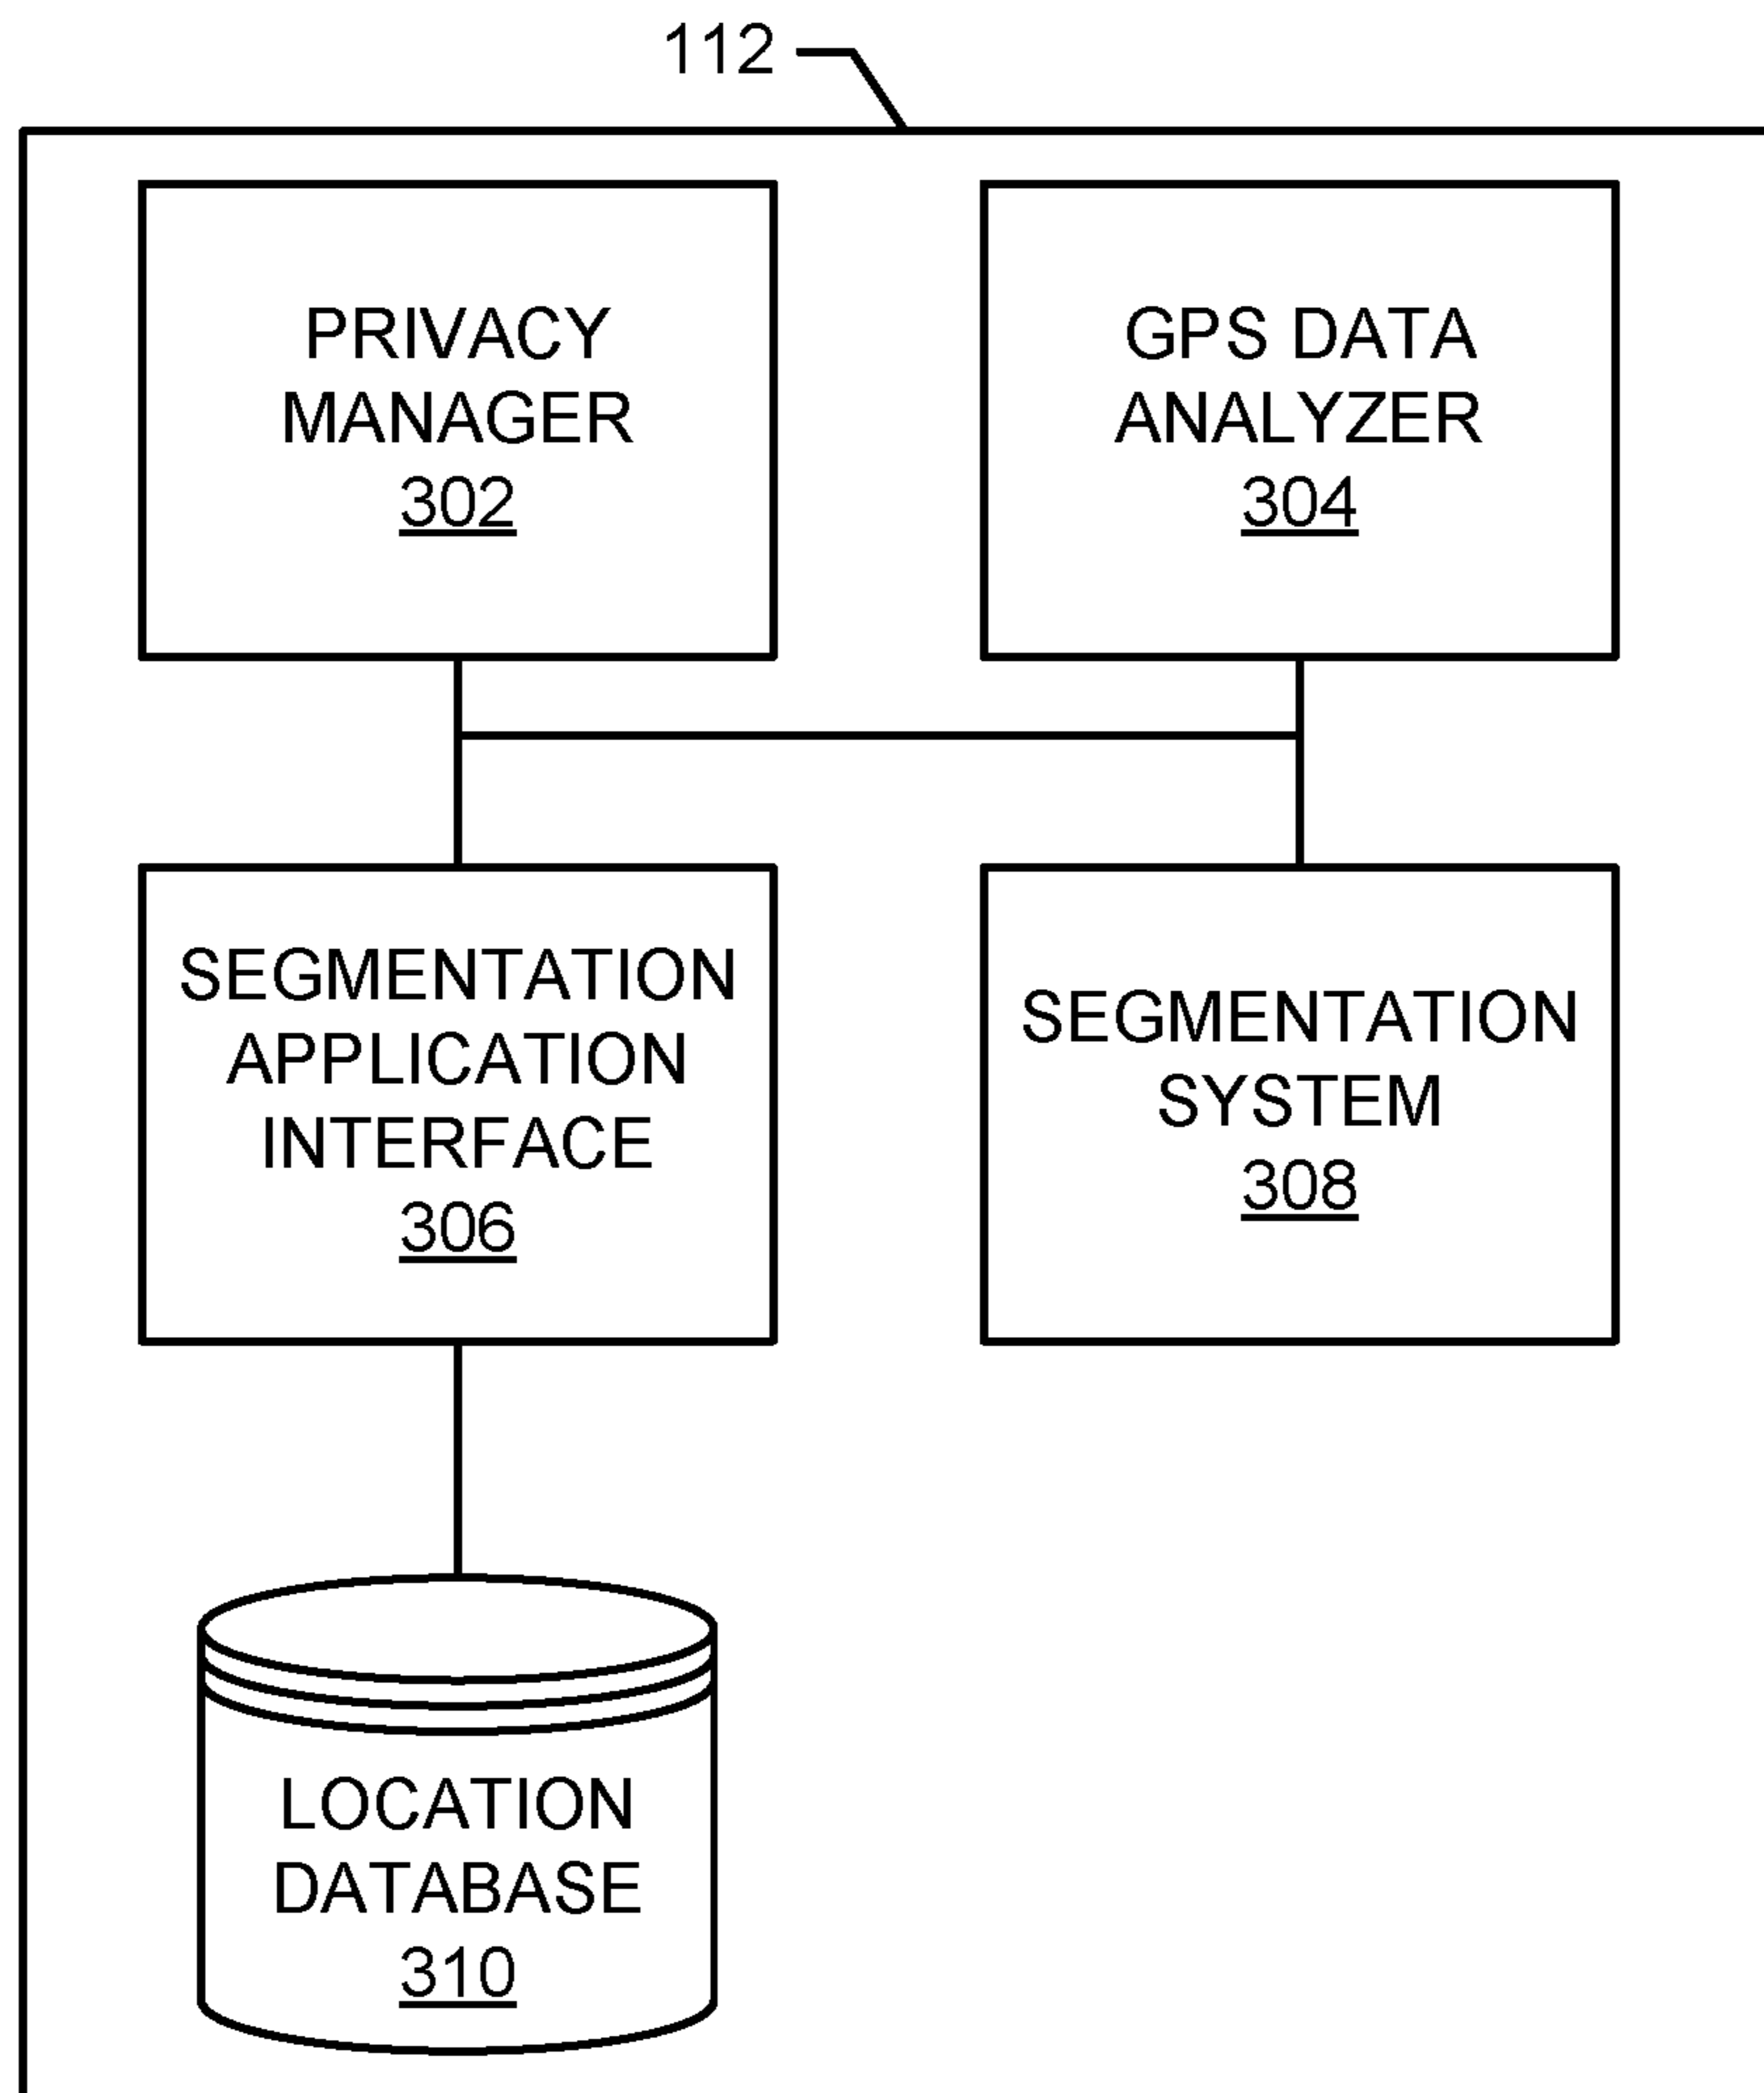 112
PRIVACY
MANAGER
302
GPS DATA
ANALYZER
304
SEGMENTATION
APPLICATION
INTERFACE
306
SEGMENTATION
SYSTEM
308
LOCATION
DATABASE
310